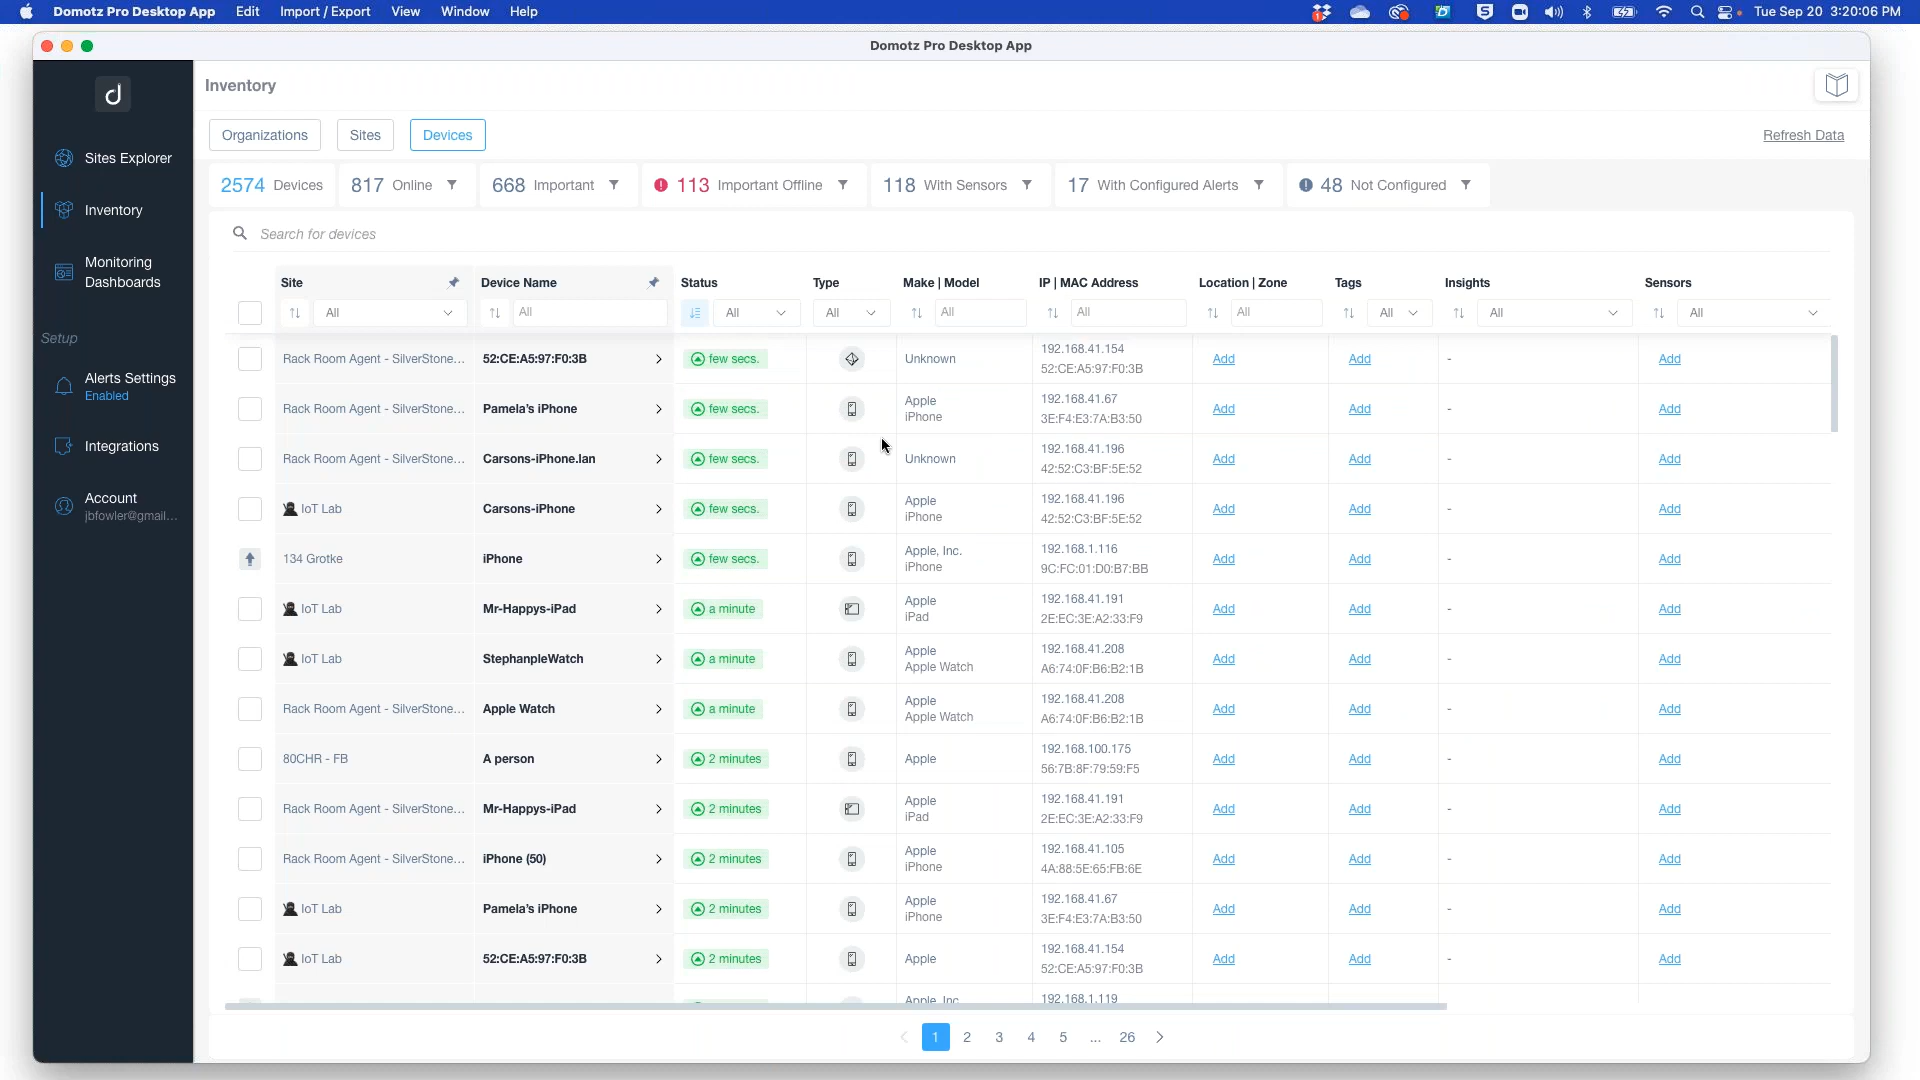 Domotz Pro Desktop App Edit Import / Export View Window Help Tue Sep 20 3:20:06 PM
Domotz Pro Desktop App
Inventory
Organizations Sites Devices Refresh Data
2574 Devices 817 Online 668 Important 113 Important Offline 118 With Sensors 17 With Configured Alerts 48 Not Configured
Sites Explorer
Inventory
Monitoring
Dashboards
Setup
Alerts Settings
Enabled
Integrations
Account
jbfowler@gmail...
Search for devices
Site Device Name Status Type Make | Model IP | MAC Address Location | Zone Tags Insights Sensors
All All All All All All All All All All
Rack Room Agent - SilverStone... 52:CE:A5:97:F0:3B few secs. Unknown 192.168.41.154 Add Add - Add
52:CE:A5:97:F0:3B
Rack Room Agent - SilverStone... Pamela's iPhone few secs. Apple 192.168.41.67 Add Add - Add
iPhone 3E:F4:E3:7A:B3:50
Rack Room Agent - SilverStone... Carsons-iPhone.lan few secs. Unknown 192.168.41.196 Add Add - Add
42:52:C3:BF:5E:52
IoT Lab Carsons-iPhone few secs. Apple 192.168.41.196 Add Add - Add
iPhone 42:52:C3:BF:5E:52
134 Grotke iPhone few secs. Apple, Inc. 192.168.1.116 Add Add - Add
iPhone 9C:FC:01:D0:B7:BB
IoT Lab Mr-Happys-iPad a minute Apple 192.168.41.191 Add Add - Add
iPad 2E:EC:3E:A2:33:F9
IoT Lab StephanpleWatch a minute Apple 192.168.41.208 Add Add - Add
Apple Watch A6:74:0F:B6:B2:1B
Rack Room Agent - SilverStone... Apple Watch a minute Apple 192.168.41.208 Add Add - Add
Apple Watch A6:74:0F:B6:B2:1B
80CHR - FB A person 2 minutes Apple 192.168.100.175 Add Add - Add
56:7B:8F:79:59:F5
Rack Room Agent - SilverStone... Mr-Happys-iPad 2 minutes Apple 192.168.41.191 Add Add - Add
iPad 2E:EC:3E:A2:33:F9
Rack Room Agent - SilverStone... iPhone (50) 2 minutes Apple 192.168.41.105 Add Add - Add
iPhone 4A:88:5E:65:FB:6E
IoT Lab Pamela's iPhone 2 minutes Apple 192.168.41.67 Add Add - Add
iPhone 3E:F4:E3:7A:B3:50
IoT Lab 52:CE:A5:97:F0:3B 2 minutes Apple 192.168.41.154 Add Add - Add
52:CE:A5:97:F0:3B
Apple, Inc. 192.168.1.119
1 2 3 4 5 ... 26